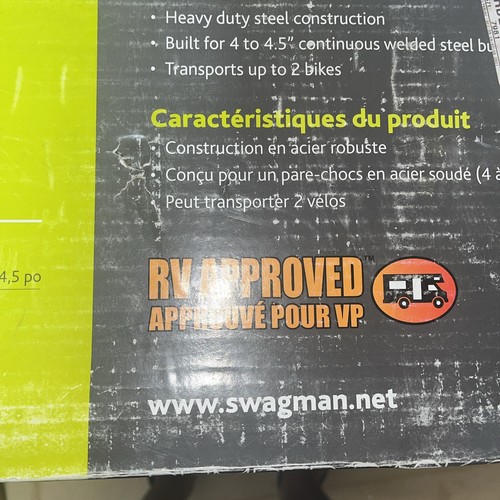 • Heavy duty steel construction
• Built for 4 to 4.5" continuous welded steel bu
• Transports up to 2 bikes
Caractéristiques du produit
• Construction en acier robuste
• Conçu pour un pare-chocs en acier soudé (4 à
• Peut transporter 2 vélos
4,5 po
RV APPROVED™
APPROUVÉ POUR VP
www.swagman.net